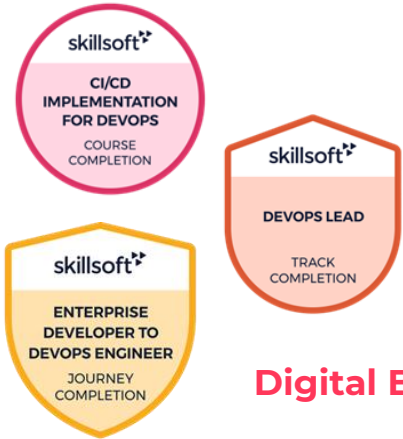 skillsoft
CI/CD
IMPLEMENTATION
FOR DEVOPS
COURSE
COMPLETION
skillsoft
DEVOPS LEAD
TRACK
COMPLETION
skillsoft
ENTERPRISE
DEVELOPER TO
DEVOPS ENGINEER
JOURNEY
COMPLETION
Digital